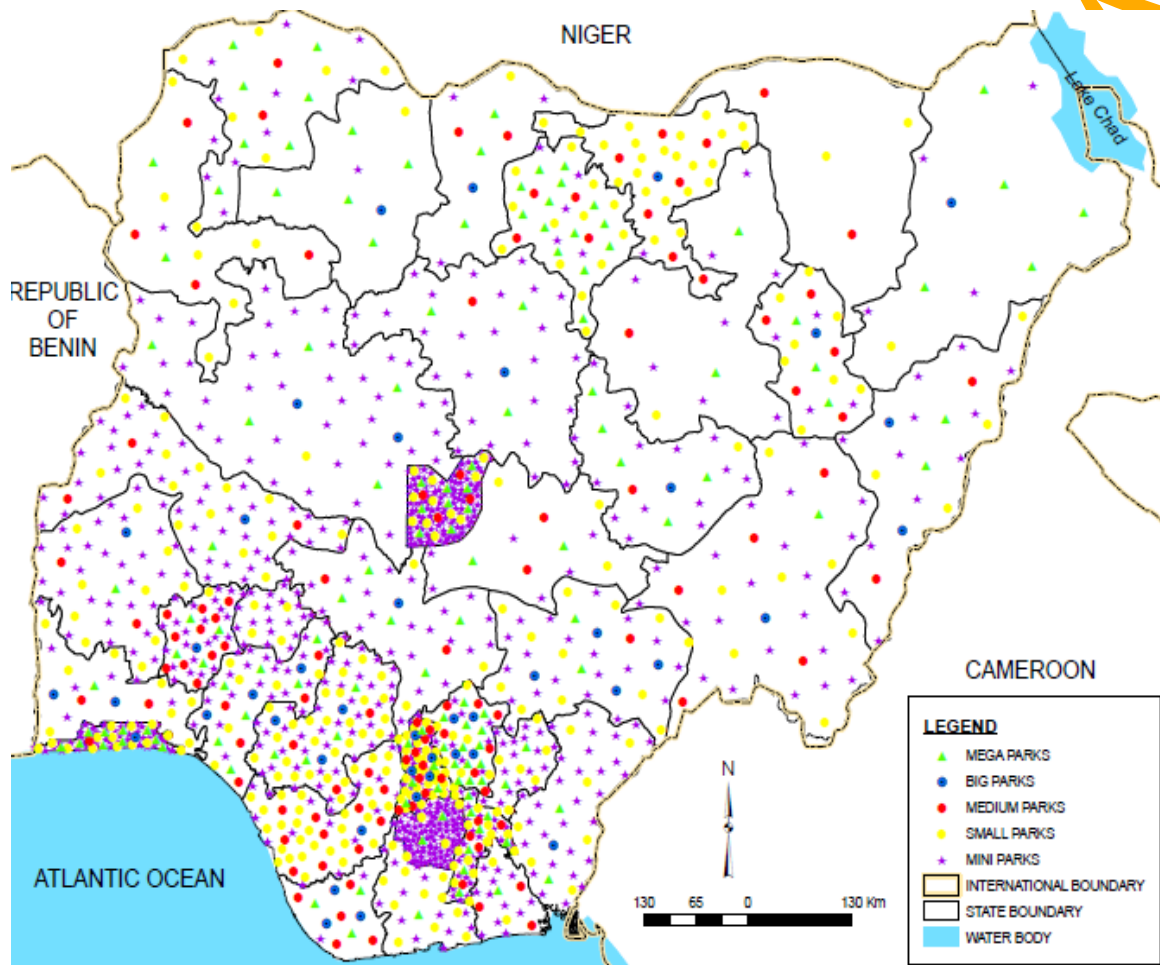 NIGER
Lake Chad
REPUBLIC
OF
BENIN
CAMEROON
LEGEND
MEGA PARKS
BIG PARKS
MEDIUM PARKS
SMALL PARKS
MINI PARKS
INTERNATIONAL BOUNDARY
STATE BOUNDARY
WATER BODY
N
ATLANTIC OCEAN
130 65 0 130 Km